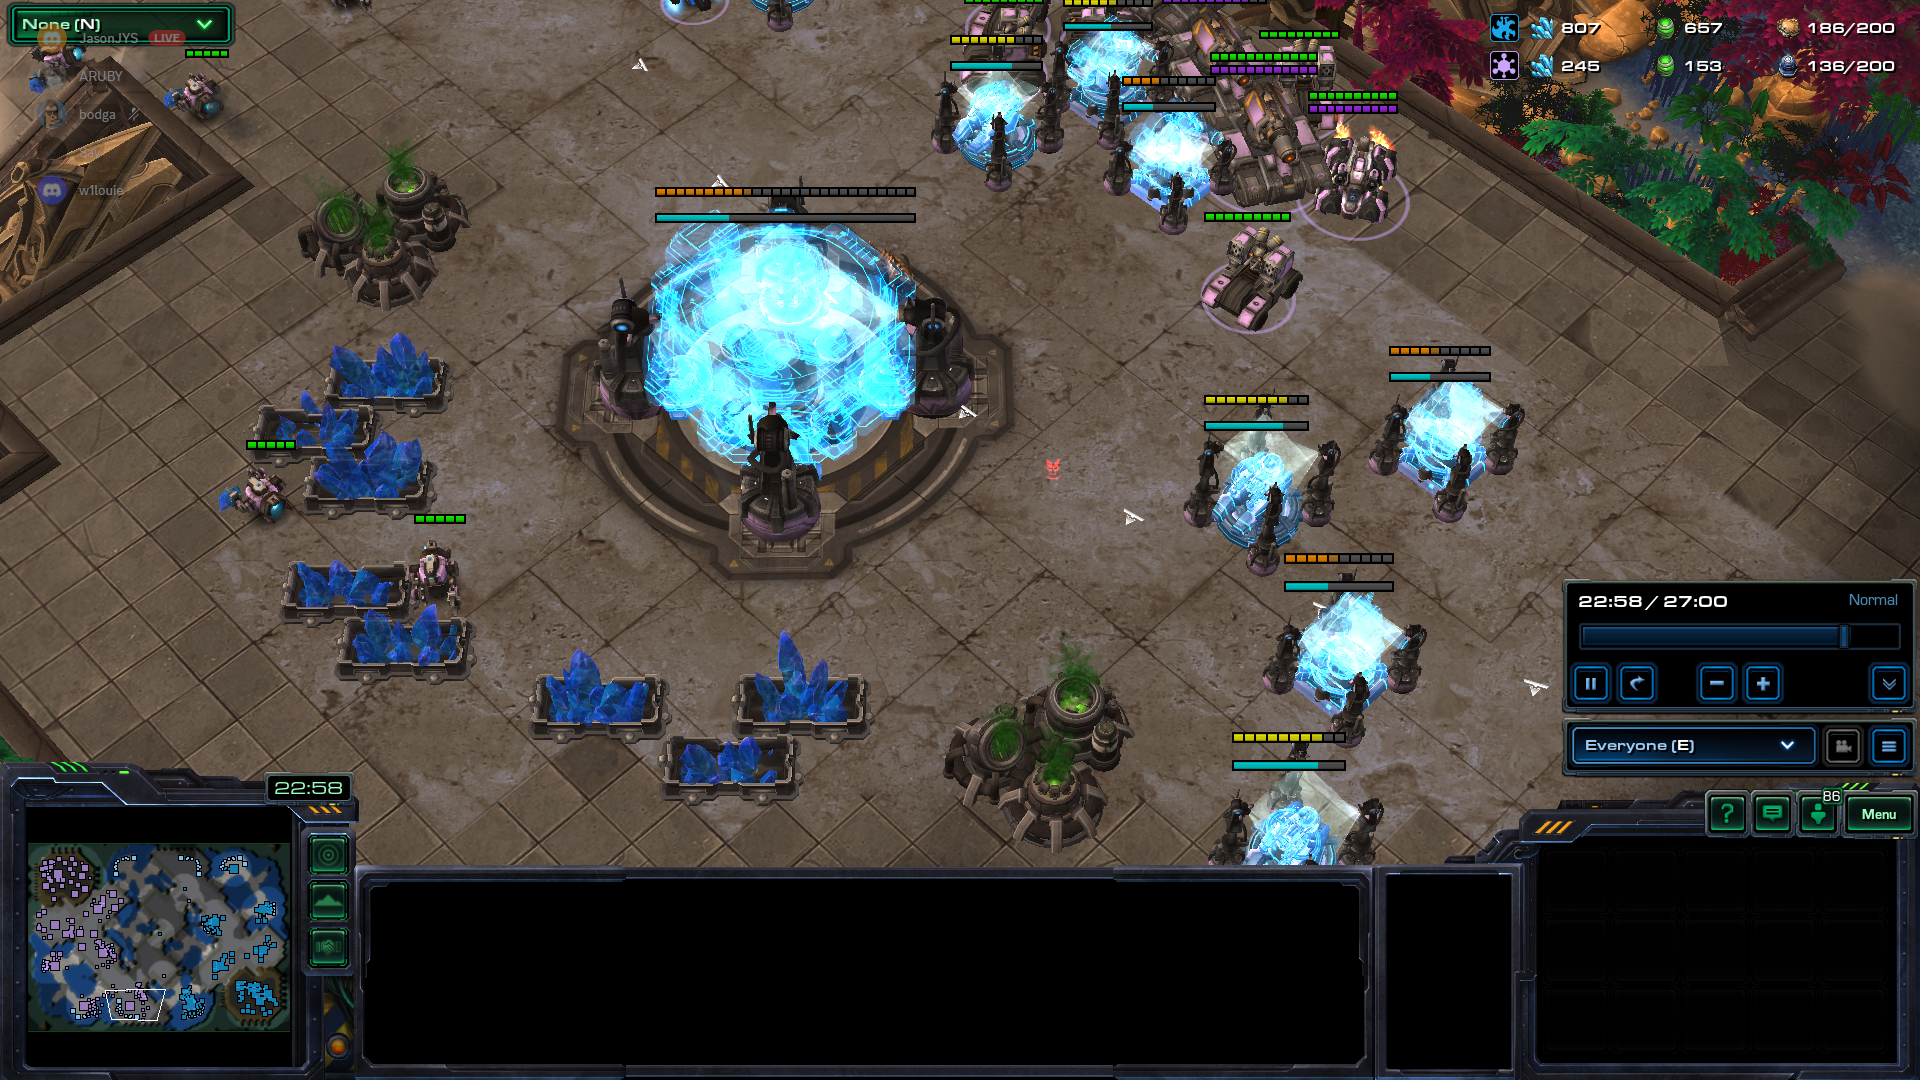 None (N)
JasonJYS LIVE
ARUBY
bodga
w1louie
807 657 186/200
245 153 136/200
22:58 / 27:00 Normal
Everyone (E)
22:58
86
? Menu